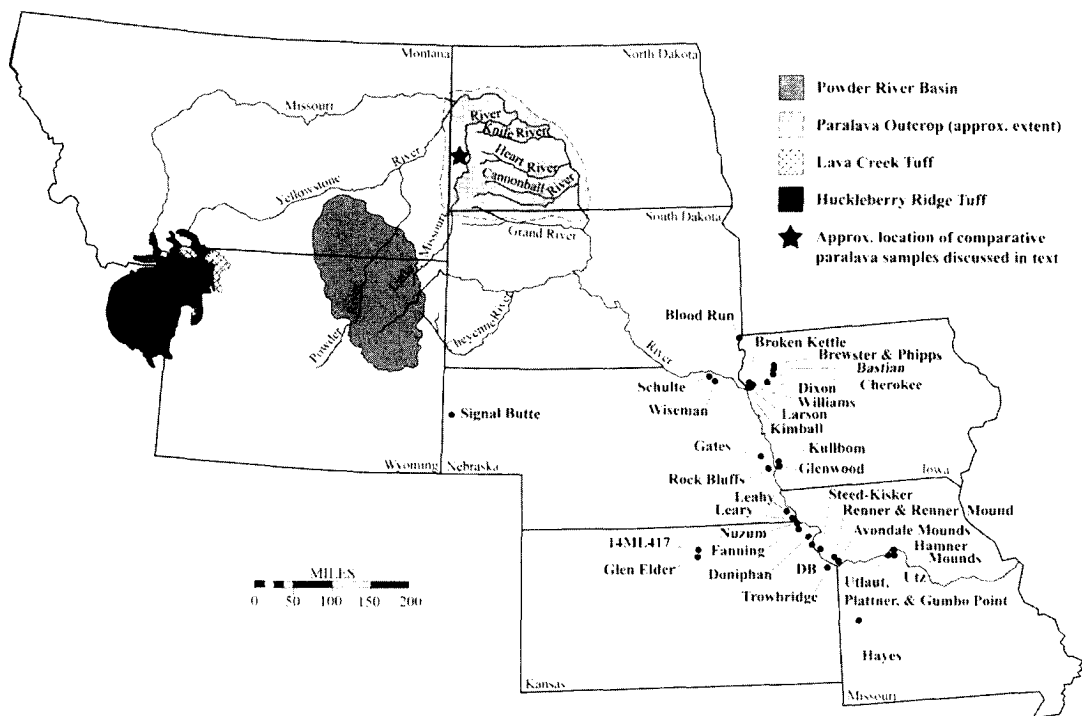 Montana
North Dakota
Missouri
River
Knife River
Heart River
Cannonball River
River
Yellowstone
South Dakota
Missouri
Grand River
Little
Powder
Cheyenne River
River
Powder River Basin
Paralava Outcrop (approx. extent)
Lava Creek Tuff
Huckleberry Ridge Tuff
Approx. location of comparative
paralava samples discussed in text
Blood Run
Broken Kettle
Brewster & Phipps
Bastian
Cherokee
Dixon
Williams
Larson
Kimball
Schulte
Wiseman
Signal Butte
Wyoming
Nebraska
Gates
Kullbom
Glenwood
Iowa
Rock Bluffs
Steed-Kisker
Leahy
Renner & Renner Mound
Leary
Avondale Mounds
Nuzum
Hamner
Mounds
14ML417
Fanning
Glen Elder
Doniphan
DB
Utz
Trowbridge
Utlaut,
Plattner, & Gumbo Point
Hayes
Kansas
Missouri
MILES
0 50 100 150 200